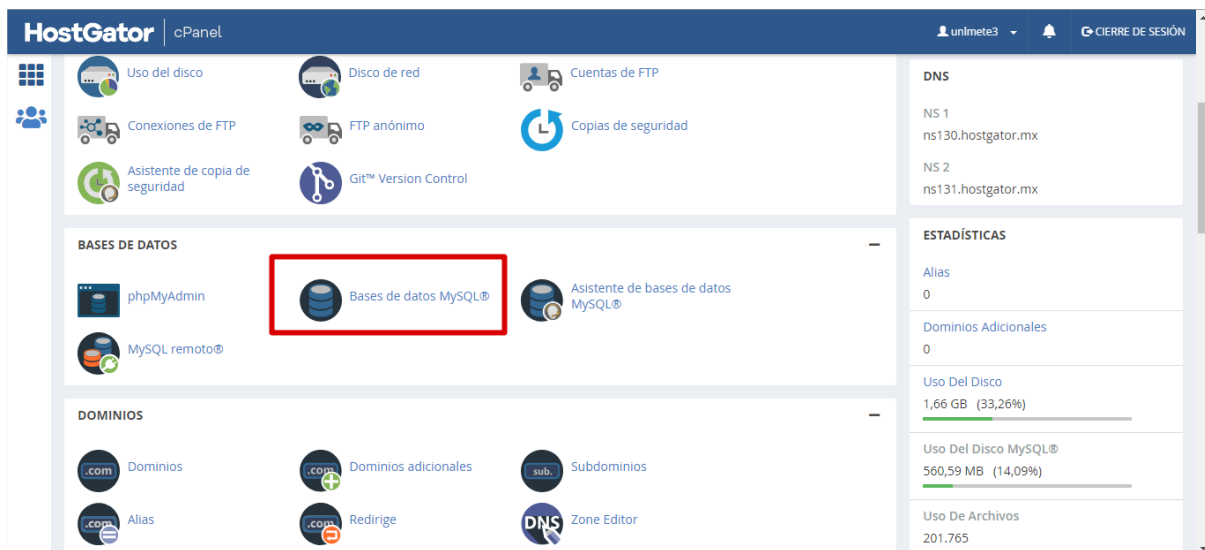 HostGator cPanel
unlmete3
CIERRE DE SESIÓN
Uso del disco
Disco de red
Cuentas de FTP
Conexiones de FTP
FTP anónimo
Copias de seguridad
Asistente de copia de
seguridad
Git™ Version Control
BASES DE DATOS
phpMyAdmin
Bases de datos MySQL®
Asistente de bases de datos
MySQL®
MySQL remoto®
DOMINIOS
.com
Dominios
.com
Dominios adicionales
sub.
Subdominios
.com
Alias
.com
Redirige
DNS
Zone Editor
DNS
NS 1
ns130.hostgator.mx
NS 2
ns131.hostgator.mx
ESTADÍSTICAS
Alias
0
Dominios Adicionales
0
Uso Del Disco
1,66 GB (33,26%)
Uso Del Disco MySQL®
560,59 MB (14,09%)
Uso De Archivos
201.765